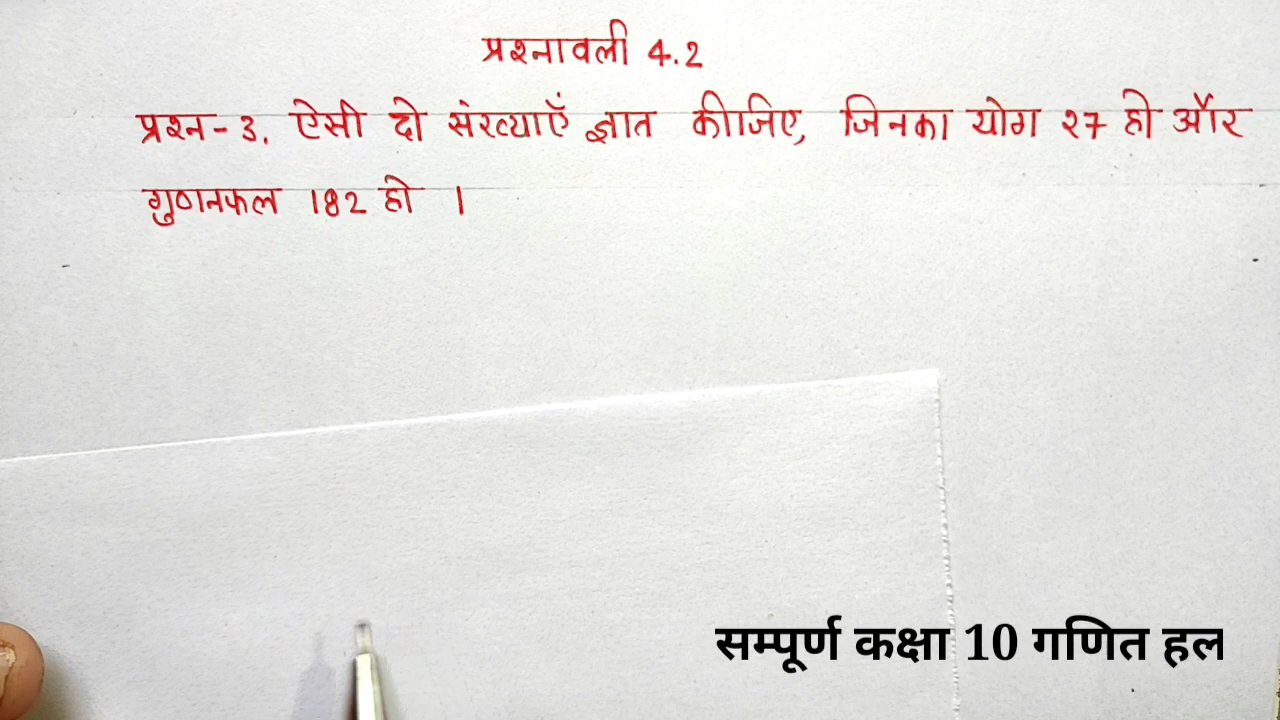 प्रश्नावली 4.2
प्रश्न-3. ऐसी दो संख्याएँ ज्ञात कीजिए, जिनका योग 27 हो और
गुणनफल 182 हो ।
सम्पूर्ण कक्षा 10 गणित हल